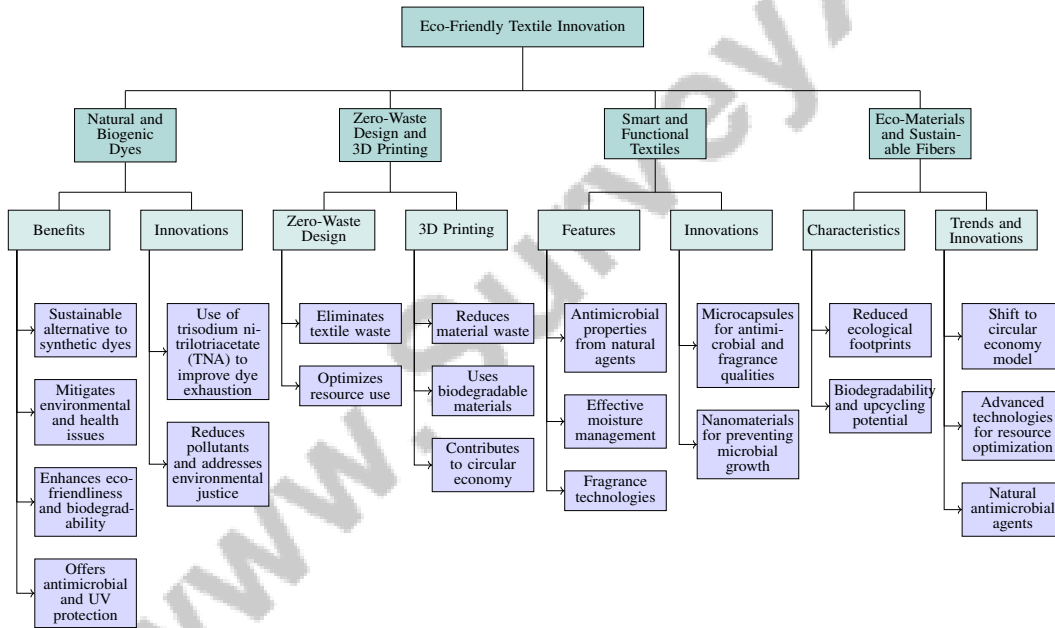 Eco-Friendly Textile Innovation
Natural and
Biogenic
Dyes
Zero-Waste
Design and
3D Printing
Smart and
Functional
Textiles
Eco-Materials
and Sustain-
able Fibers
Benefits
Innovations
Zero-Waste
Design
3D Printing
Features
Innovations
Characteristics
Trends and
Innovations
Sustainable
alternative to
synthetic dyes
Mitigates
environmental
and health issues
Enhances eco-
friendliness
and biodegrad-
ability
Offers
antimicrobial
and UV
protection
Use of
trisodium ni-
trilotriacetate
(TNA) to
improve dye
exhaustion
Reduces
pollutants
and addresses
environmental
justice
Eliminates
textile waste
Optimizes
resource use
Reduces
material waste
Uses
biodegradable
materials
Contributes
to circular
economy
Antimicrobial
properties
from natural
agents
Effective
moisture
management
Fragrance
technologies
Microcapsules
for antimi-
crobial and
fragrance
qualities
Nanomaterials
for preventing
microbial
growth
Reduced
ecological
footprints
Biodegradability
and upcycling
potential
Shift to
circular
economy model
Advanced
technologies
for resource
optimization
Natural
antimicrobial
agents
www.Survey